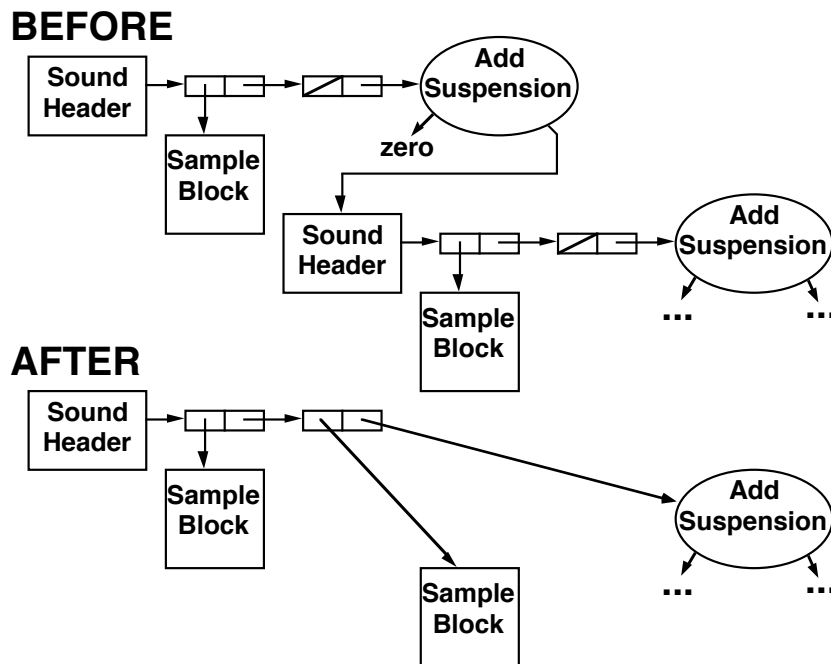 BEFORE
Sound
Header
Add
Suspension
zero
Sample
Block
Sound
Header
Add
Suspension
...
...
Sample
Block
AFTER
Sound
Header
Sample
Block
Add
Suspension
...
...
Sample
Block